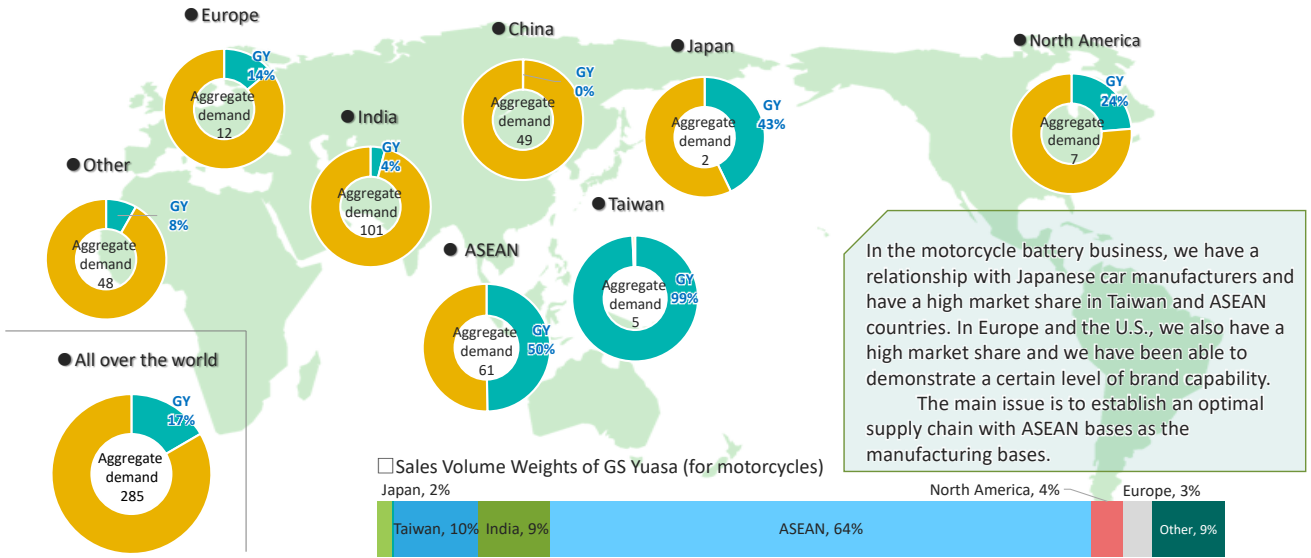 ● Europe
GY
14%
Aggregate
demand
12
● China
GY
0%
Aggregate
demand
49
● Japan
GY
43%
Aggregate
demand
2
● North America
GY
24%
Aggregate
demand
7
● India
GY
4%
Aggregate
demand
101
● Other
GY
8%
Aggregate
demand
48
● ASEAN
GY
50%
Aggregate
demand
61
● Taiwan
GY
99%
Aggregate
demand
5
● All over the world
GY
17%
Aggregate
demand
285
In the motorcycle battery business, we have a
relationship with Japanese car manufacturers and
have a high market share in Taiwan and ASEAN
countries. In Europe and the U.S., we also have a
high market share and we have been able to
demonstrate a certain level of brand capability.
The main issue is to establish an optimal
supply chain with ASEAN bases as the
manufacturing bases.
□Sales Volume Weights of GS Yuasa (for motorcycles)
Japan, 2%
Taiwan, 10%
India, 9%
ASEAN, 64%
North America, 4%
Europe, 3%
Other, 9%